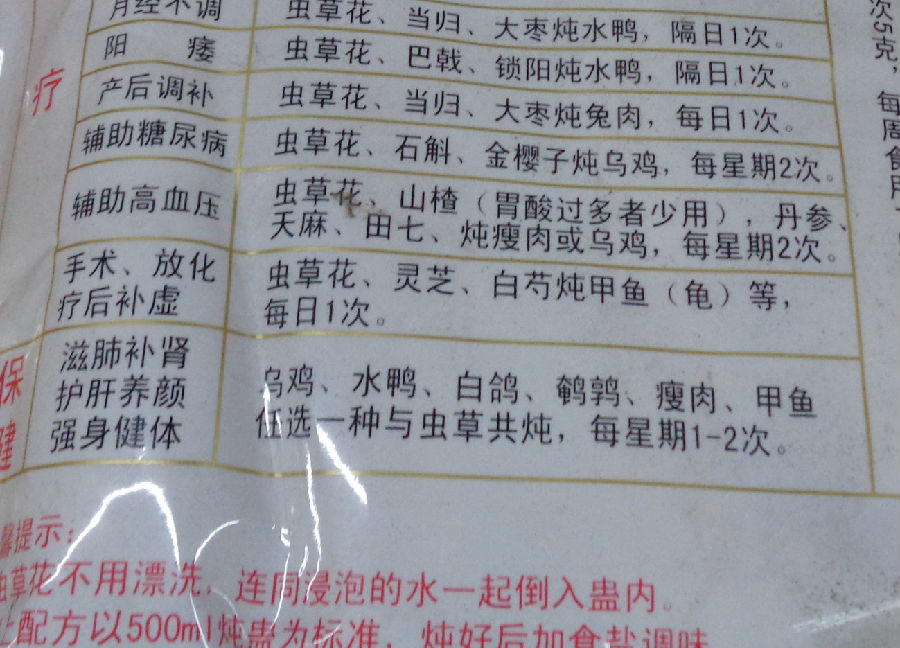 月经不调 虫草花、当归、大枣炖水鸭，隔日1次。
阳 痿 虫草花、巴戟、锁阳炖水鸭，隔日1次。
疗
产后调补 虫草花、当归、大枣炖兔肉，每日1次。
辅助糖尿病 虫草花、石斛、金樱子炖乌鸡，每星期2次。
辅助高血压 虫草花、山楂（胃酸过多者少用），丹参、
天麻、田七、炖瘦肉或乌鸡，每星期2次。
手术、放化
疗后补虚
虫草花、灵芝、白芍炖甲鱼（龟）等，
每日1次。
保
健
滋肺补肾
护肝养颜
强身健体
乌鸡、水鸭、白鸽、鹌鹑、瘦肉、甲鱼
任选一种与虫草共炖，每星期1-2次。
次5克，每周食用
馨提示：
虫草花不用漂洗，连同浸泡的水一起倒入蛊内。
上配方以500ml炖蛊为标准，炖好后加食盐调味